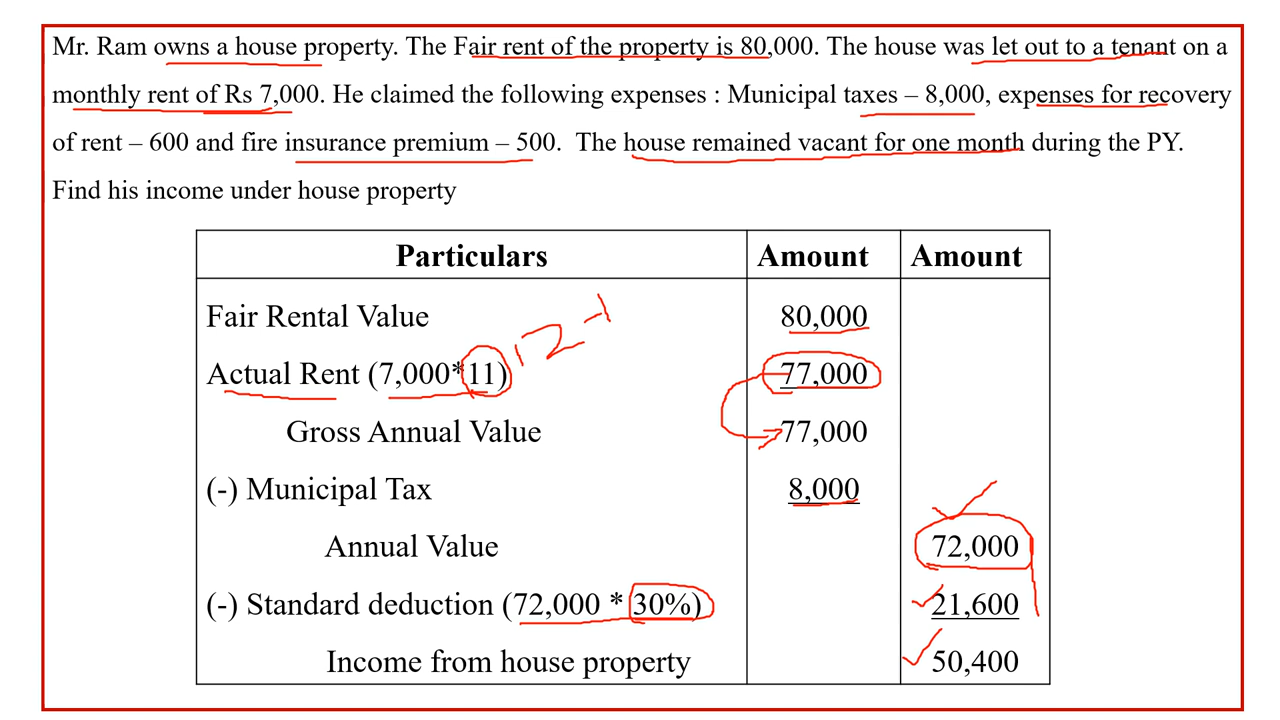 Mr. Ram owns a house property. The Fair rent of the property is 80,000. The house was let out to a tenant on a
monthly rent of Rs 7,000. He claimed the following expenses : Municipal taxes – 8,000, expenses for recovery
of rent – 600 and fire insurance premium – 500. The house remained vacant for one month during the PY.
Find his income under house property
Particulars Amount Amount
Fair Rental Value 80,000
12-1
Actual Rent (7,000*11) 77,000
Gross Annual Value 77,000
(-) Municipal Tax 8,000
Annual Value 72,000
(-) Standard deduction (72,000 * 30%) 21,600
Income from house property 50,400